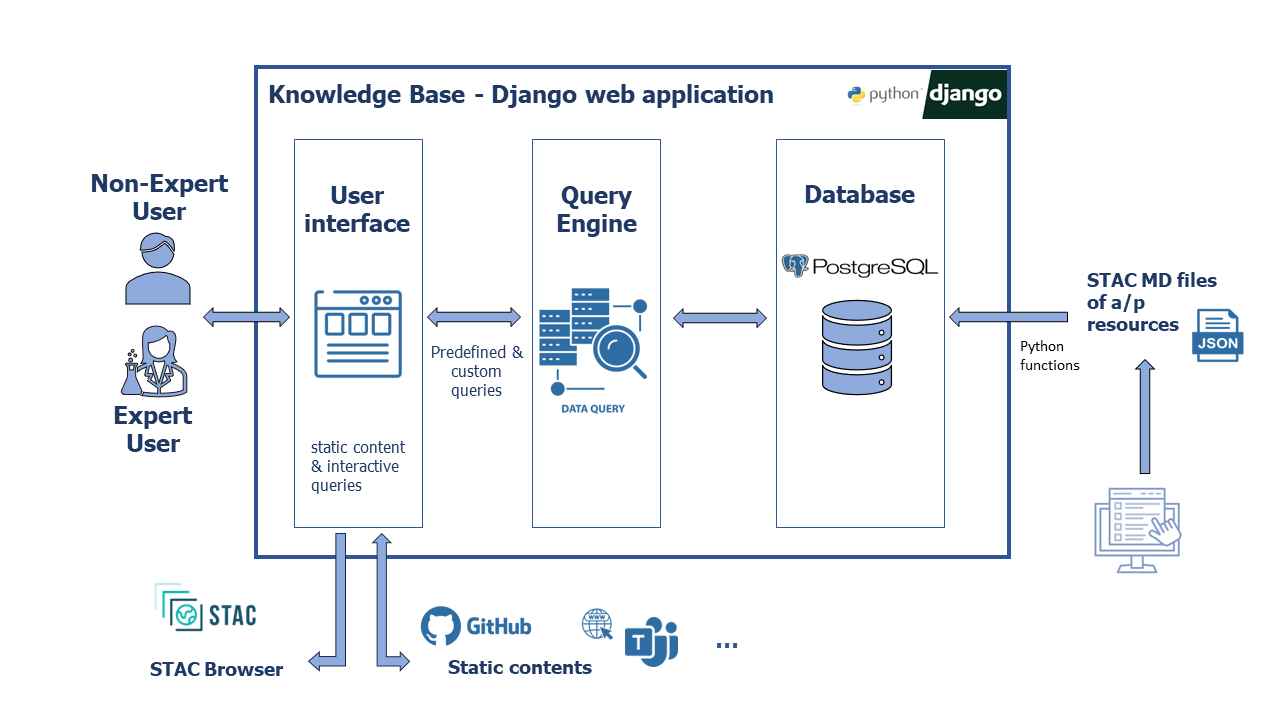 Knowledge Base - Django web application
python™
django
Non-Expert
User
Expert
User
User
interface
static content
& interactive
queries
Predefined &
custom
queries
Query
Engine
DATA QUERY
Database
PostgreSQL
Python
functions
STAC MD files
of a/p
resources
JSON
STAC
STAC Browser
GitHub
WWW
T
...
Static contents